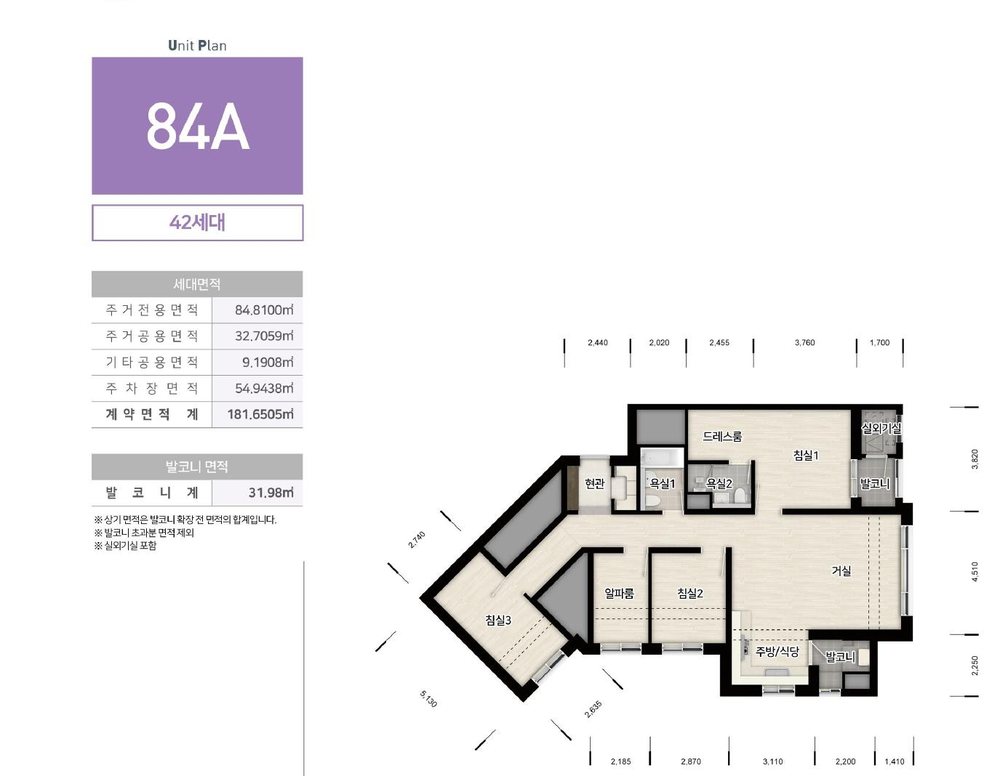 Unit Plan
84A
42세대
세대면적
주거전용면적 84.8100㎡
주거공용면적 32.7059㎡
기타공용면적 9.1908㎡
주차장면적 54.9438㎡
계약면적 계 181.6505㎡
발코니 면적
발코니계 31.98㎡
※ 상기 면적은 발코니 확장 전 면적의 합계입니다.
※ 발코니 초과분 면적 제외
※ 실외기실 포함
2,440 2,020 2,455 3,760 1,700
드레스룸
침실1
실외기실
현관
욕실1
욕실2
발코니
3,820
2,740
4,510
거실
침실3
알파룸
침실2
주방/식당
발코니
2,250
5,130
2,635
2,185 2,870 3,110 2,200 1,410